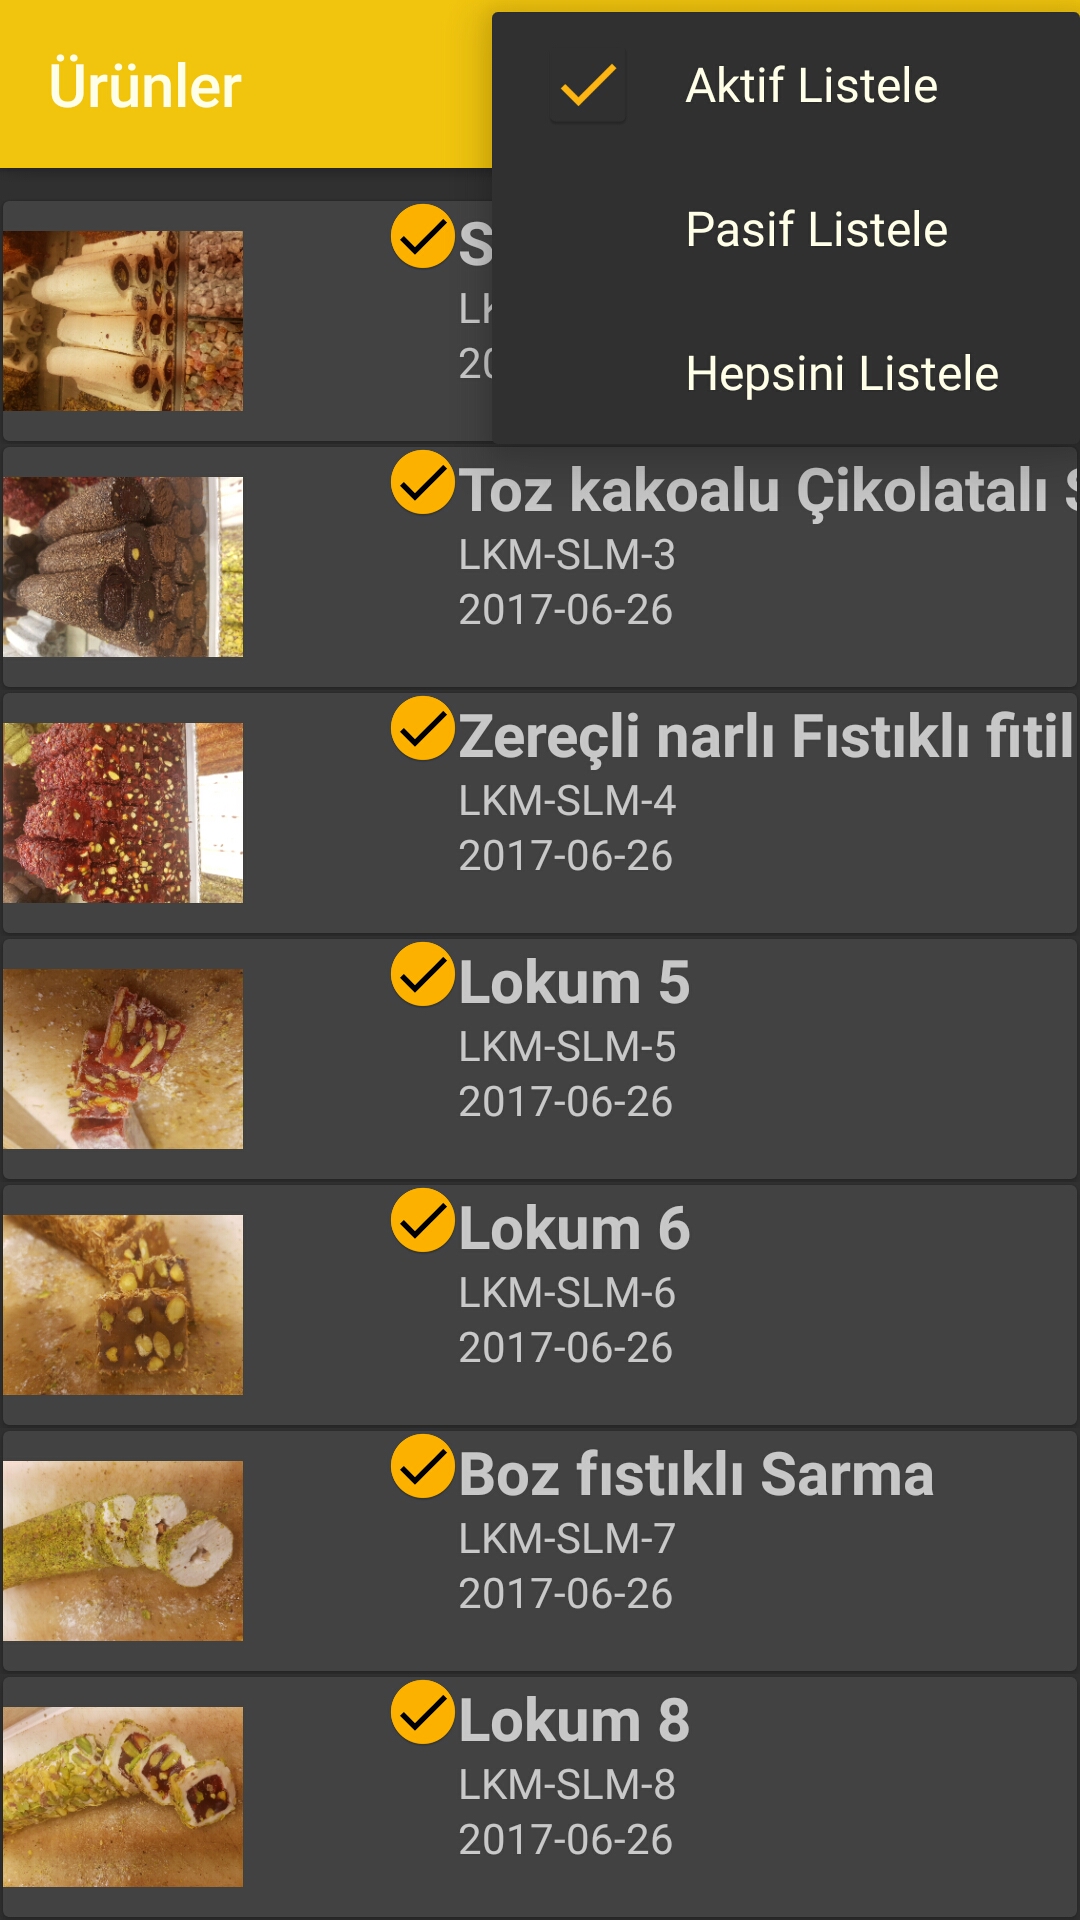 Ürünler
Aktif Listele
Pasif Listele
Hepsini Listele
Toz kakoalu Çikolatalı
LKM-SLM-3
2017-06-26
Zereçli narlı Fıstıklı fitil
LKM-SLM-4
2017-06-26
Lokum 5
LKM-SLM-5
2017-06-26
Lokum 6
LKM-SLM-6
2017-06-26
Boz fıstıklı Sarma
LKM-SLM-7
2017-06-26
Lokum 8
LKM-SLM-8
2017-06-26